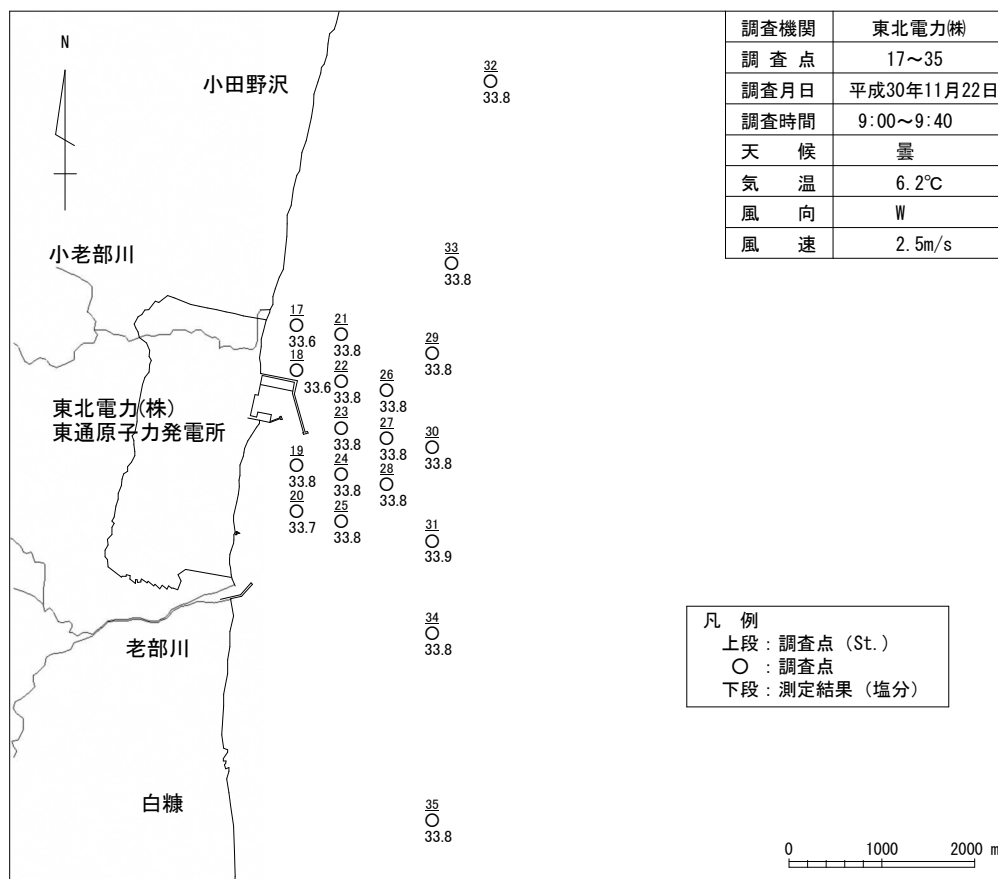 調査機関 東北電力㈱
調査点 17～35
調査月日 平成30年11月22日
調査時間 9:00～9:40
天候 曇
気温 6.2℃
風向 W
風速 2.5m/s
N
小田野沢
32
33.8
小老部川
33
33.8
17
33.6
21
33.8
29
33.8
18
33.6
22
33.8
26
33.8
東北電力(株)
東通原子力発電所
23
33.8
27
33.8
30
33.8
19
33.8
24
33.8
28
33.8
20
33.7
25
33.8
31
33.9
34
33.8
老部川
凡 例
上段：調査点（St.）
○：調査点
下段：測定結果（塩分）
白糠
35
33.8
0 1000 2000 m